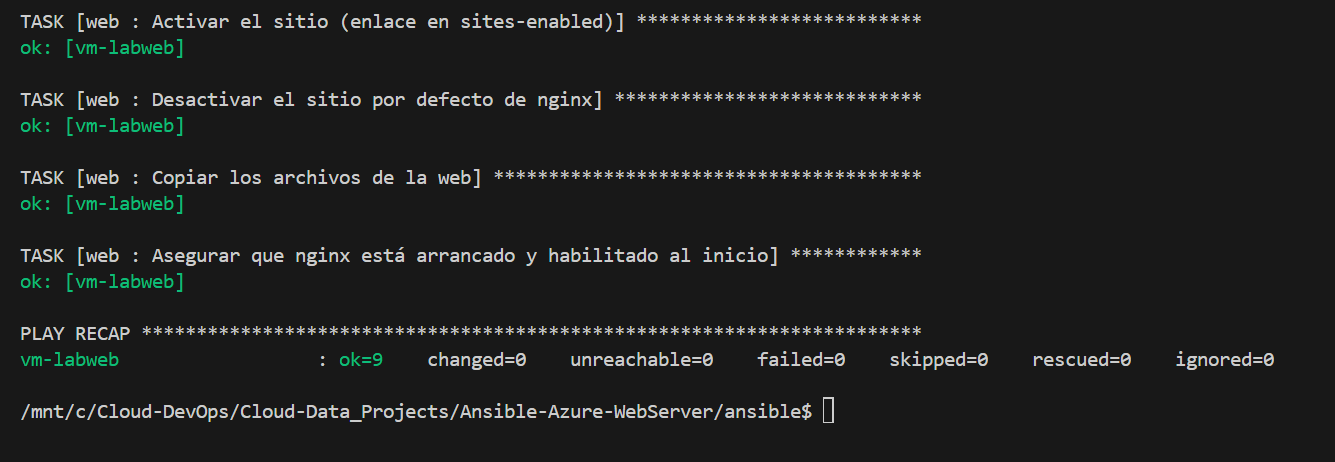 TASK [web : Activar el sitio (enlace en sites-enabled)] **************************
ok: [vm-labweb]
TASK [web : Desactivar el sitio por defecto de nginx] ****************************
ok: [vm-labweb]
TASK [web : Copiar los archivos de la web] ***************************************
ok: [vm-labweb]
TASK [web : Asegurar que nginx está arrancado y habilitado al inicio] ************
ok: [vm-labweb]
PLAY RECAP ***********************************************************************
vm-labweb                  : ok=9    changed=0    unreachable=0    failed=0    skipped=0    rescued=0    ignored=0
/mnt/c/Cloud-DevOps/Cloud-Data_Projects/Ansible-Azure-WebServer/ansible$